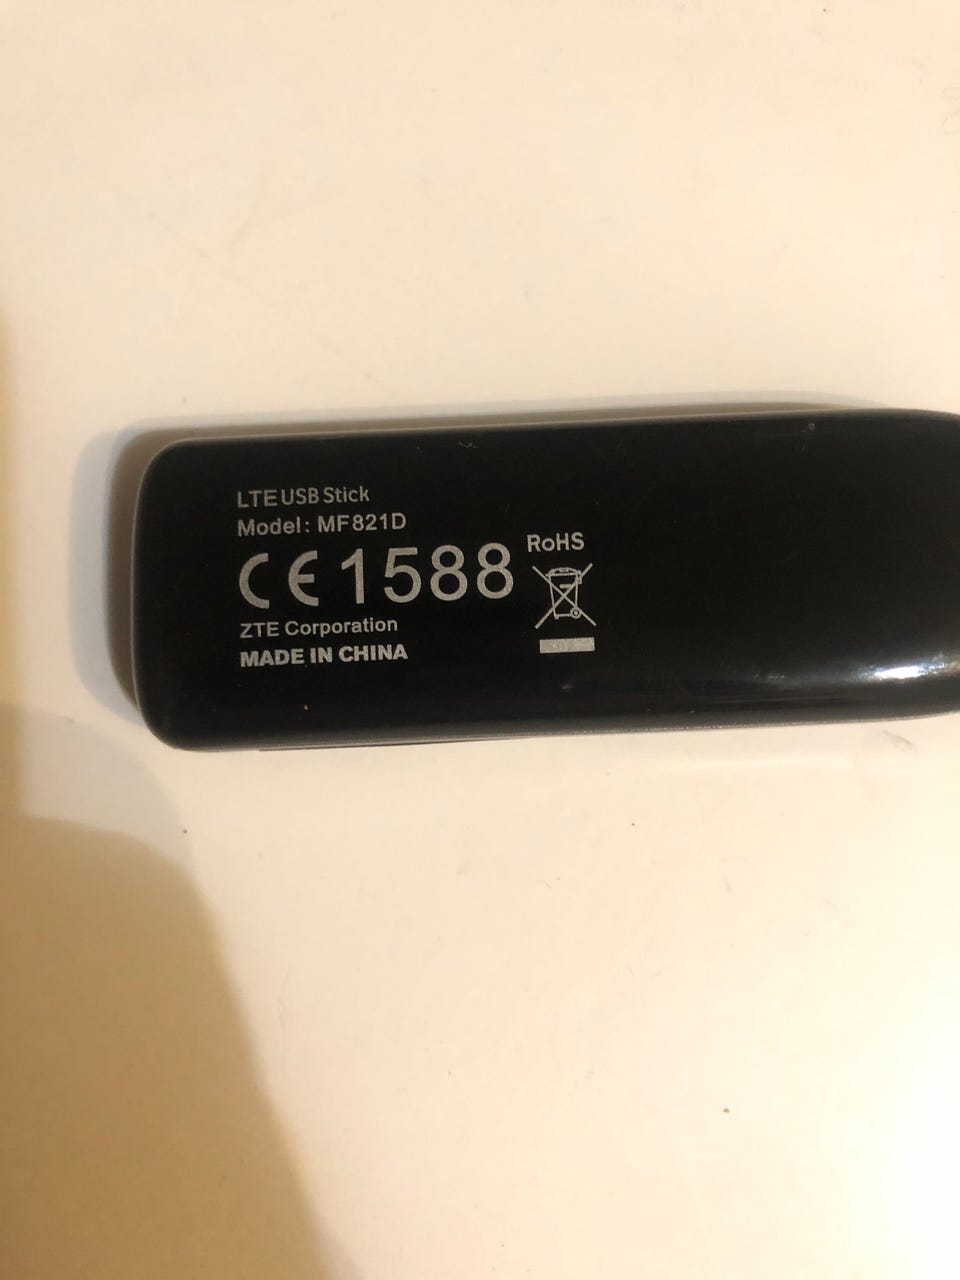 LTE USB Stick
Model: MF821D
CE 1588
RoHS
ZTE Corporation
MADE IN CHINA